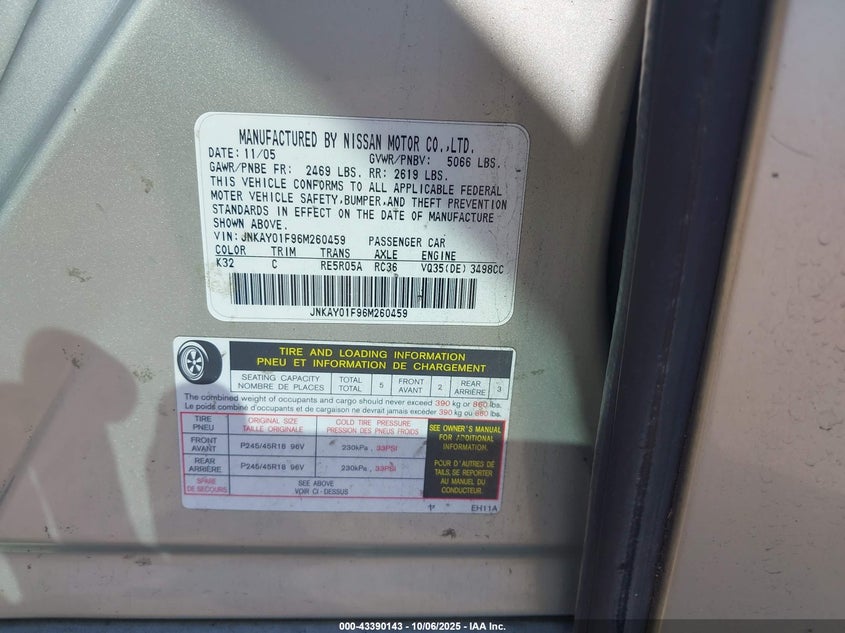 MANUFACTURED BY NISSAN MOTOR CO.,LTD.
DATE: 11/05 GVWR/PNBV: 5066 LBS.
GAWR/PNBE FR: 2469 LBS. RR: 2619 LBS.
THIS VEHICLE CONFORMS TO ALL APPLICABLE FEDERAL
MOTOR VEHICLE SAFETY, BUMPER, AND THEFT PREVENTION
STANDARDS IN EFFECT ON THE DATE OF MANUFACTURE
SHOWN ABOVE.
VIN: JNKAY01F96M260459 PASSENGER CAR
COLOR TRIM TRANS AXLE ENGINE
K32 C RE5R05A RC36 VQ35(DE) 3498CC
JNKAY01F96M260459
TIRE AND LOADING INFORMATION
PNEU ET INFORMATION DE CHARGEMENT
SEATING CAPACITY TOTAL 5 FRONT 2 REAR 3
NOMBRE DE PLACES TOTAL AVANT ARRIÈRE
The combined weight of occupants and cargo should never exceed 390 kg or 860 lbs.
Le poids combiné d'occupants et de cargaison ne devrait jamais excéder 390 kg ou 860 lbs.
TIRE ORIGINAL SIZE COLD TIRE PRESSURE
PNEU TAILLE ORIGINALE PRESSION DES PNEUS FROIDS
FRONT
AVANT P245/45R18 96V 230kPa , 33PSI
REAR
ARRIÈRE P245/45R18 96V 230kPa , 33PSI
SPARE SEE ABOVE
DE SECOURS VOIR CI-DESSUS
SEE OWNER'S MANUAL
FOR ADDITIONAL
INFORMATION.
POUR D'AUTRES DE
TAILS, SE REPORTER
AU MANUEL DU
CONDUCTEUR.
EH11A
000-43390143 - 10/06/2025 - IAA Inc.